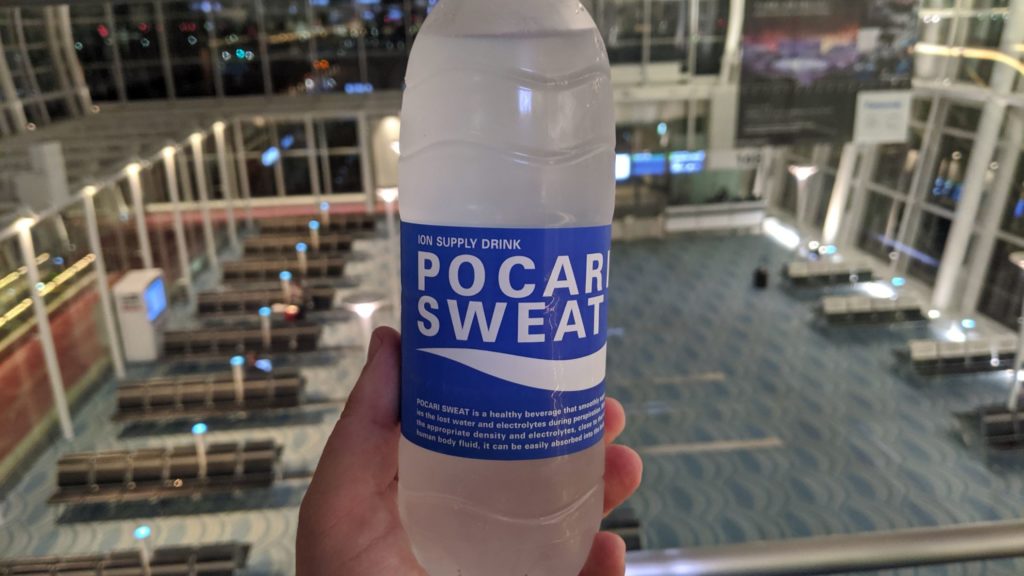 ION SUPPLY DRINK
POCARI
SWEAT
POCARI SWEAT is a healthy beverage that smoothly
ies the lost water and electrolytes during perspiration
the appropriate density and electrolytes, close to
human body fluid, it can be easily absorbed into the